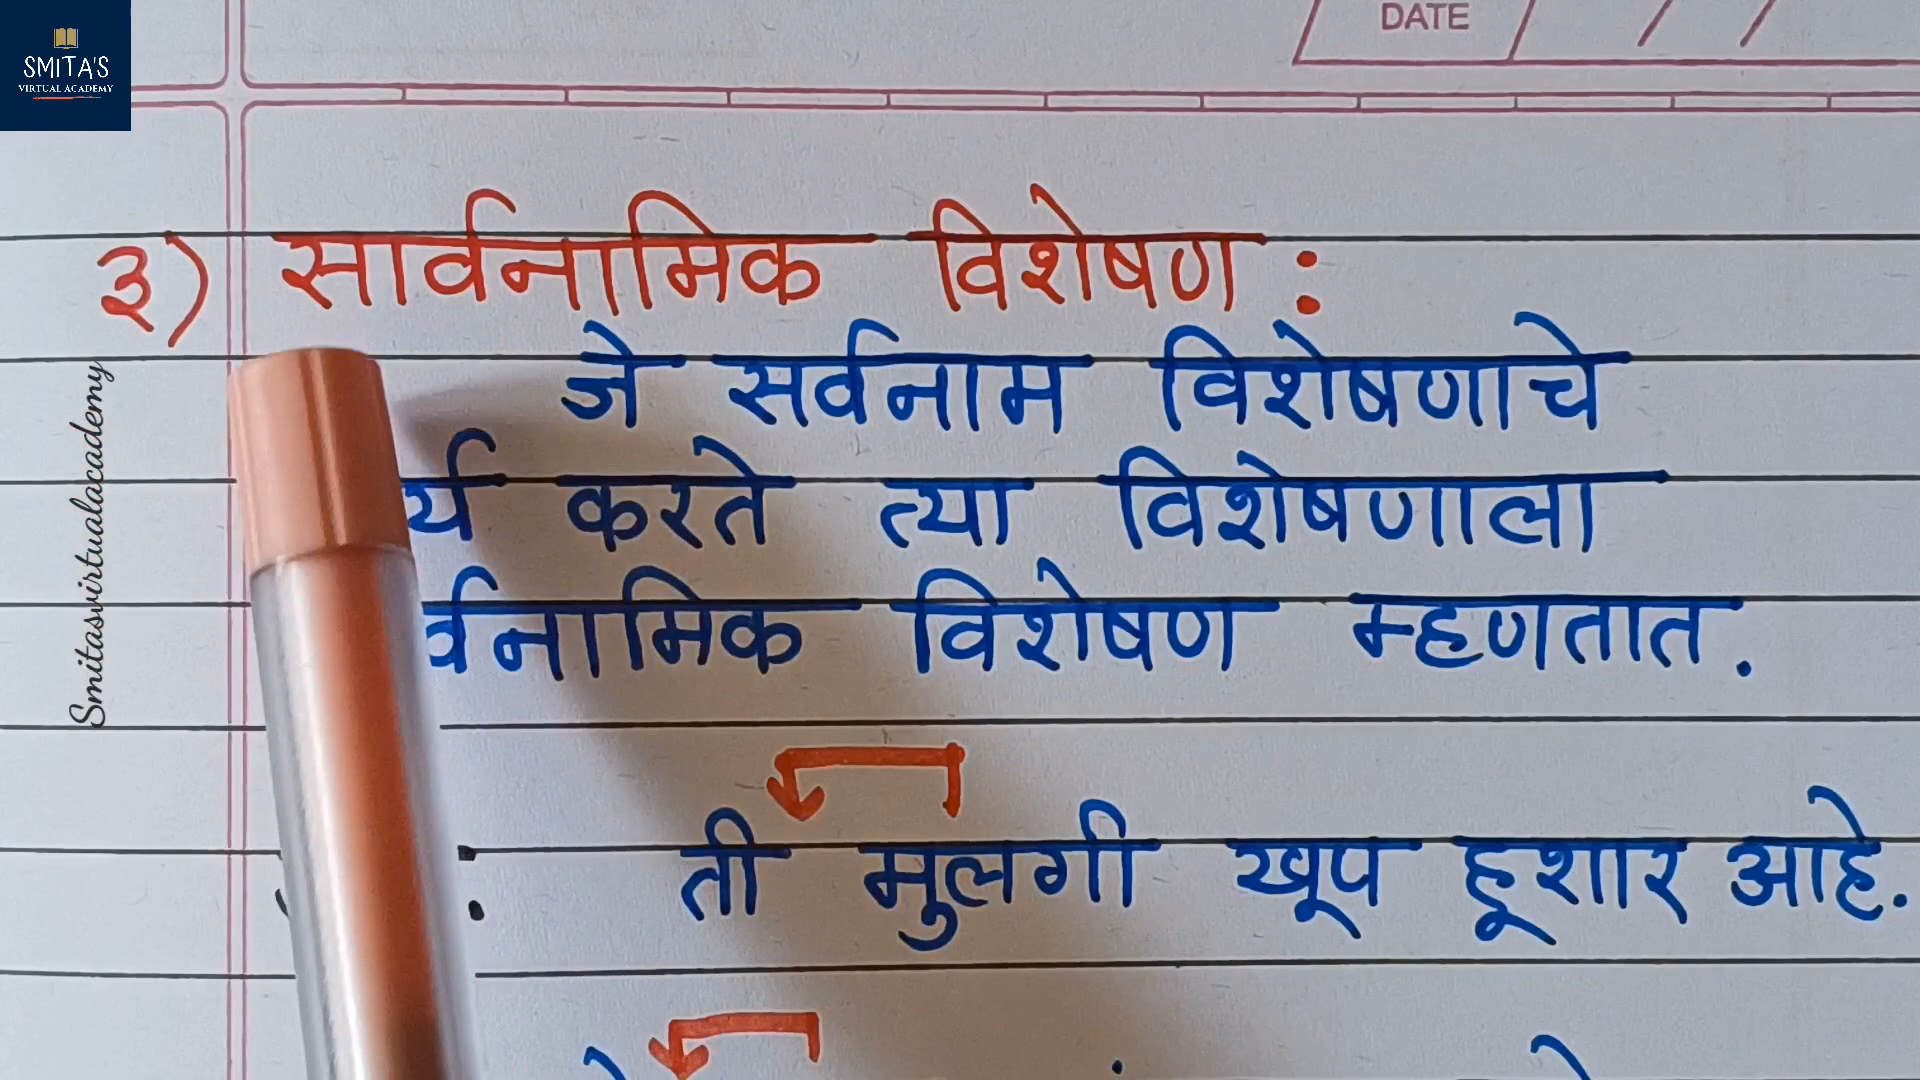 SMITA'S
VIRTUAL ACADEMY
DATE
३) सार्वनामिक विशेषण :
जे सर्वनाम विशेषणाचे
र्य करते त्या विशेषणाला
र्वनामिक विशेषण म्हणतात.
: ती मुलगी खूप हूशार आहे.
Smitasvirtualacademy